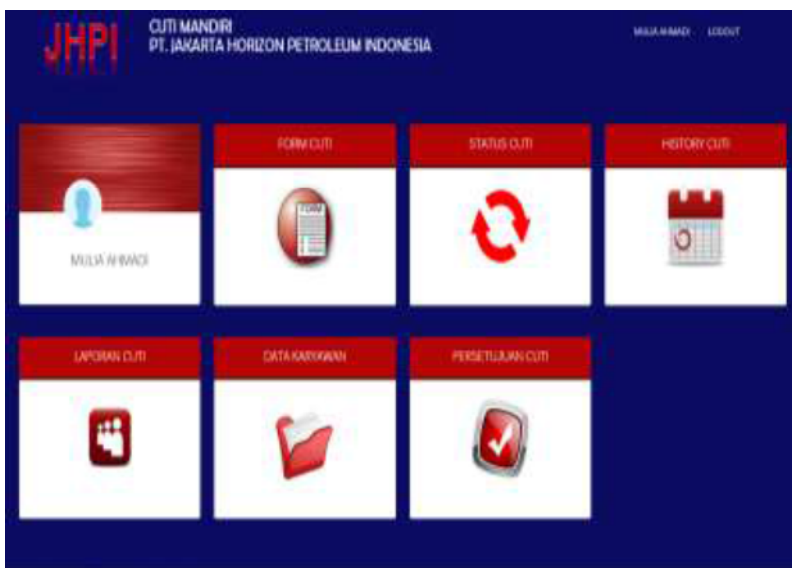 JHPI
CUTI MANDIRI
PT. JAKARTA HORIZON PETROLEUM INDONESIA
MULIA AHMADI
LOGOUT
FORM CUTI
STATUS CUTI
HISTORY CUTI
FORM
MULIA AHMADI
LAPORAN CUTI
DATA KARYAWAN
PERSETUJUAN CUTI